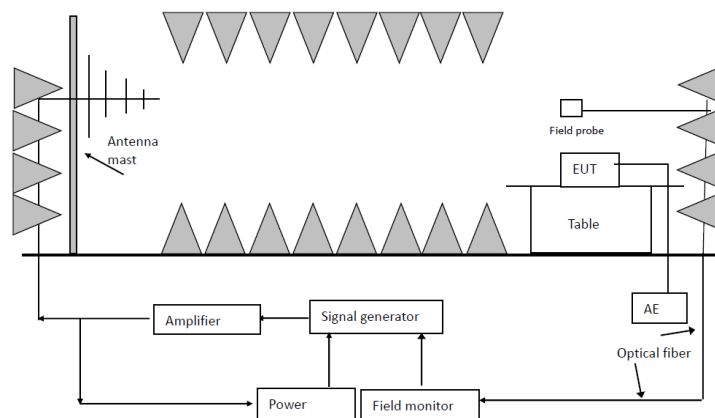 Antenna
mast
Field probe
EUT
Table
Signal generator
Amplifier
AE
Optical fiber
Power
Field monitor